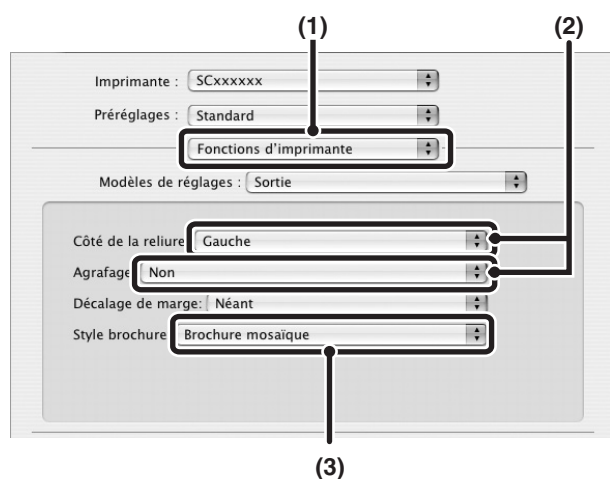 (1) (2)
Imprimante : SCxxxxxx
Préréglages : Standard
Fonctions d'imprimante
Modèles de réglages : Sortie
Côté de la reliure Gauche
Agrafage Non
Décalage de marge: Néant
Style brochure Brochure mosaïque
(3)